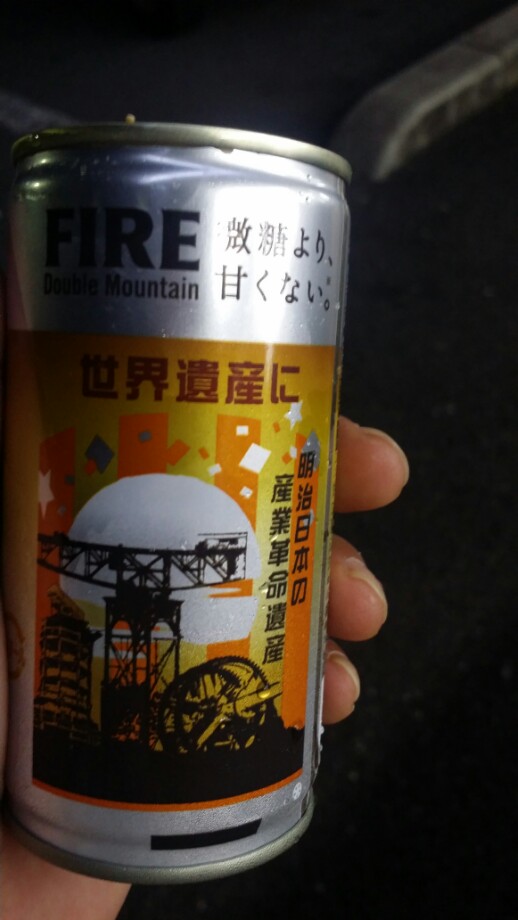 FIRE
Double Mountain
微糖より、
甘くない。
世界遺産に
明治日本の
産業革命遺産